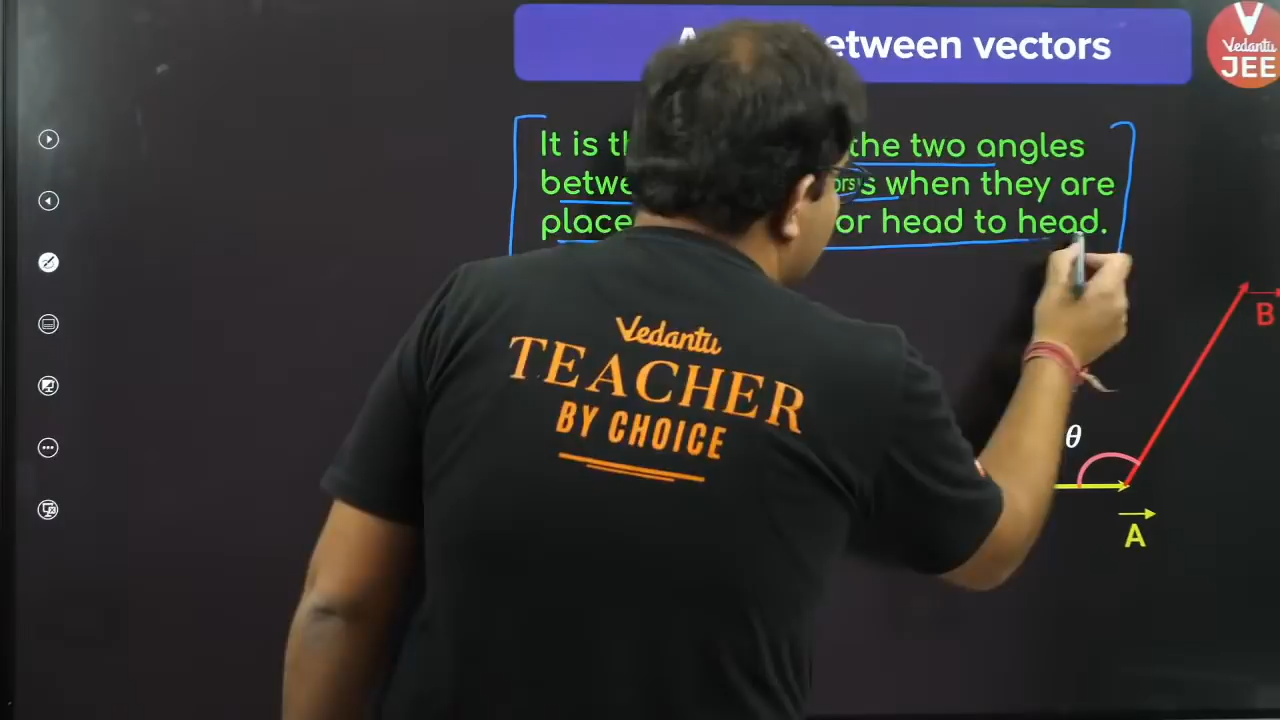 etween vectors
Vedantu
JEE
It is th the two angles
betwe ors s when they are
place or head to head.
Vedantu
TEACHER
BY CHOICE
B
θ
A